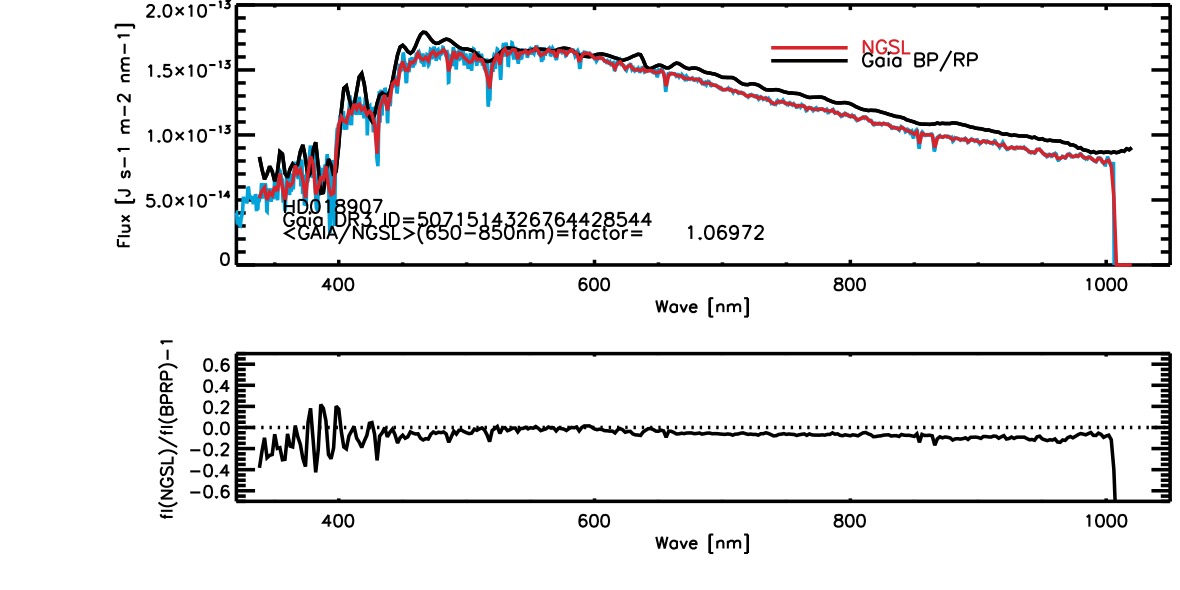 2.0×10⁻¹³
1.5×10⁻¹³
1.0×10⁻¹³
5.0×10⁻¹⁴
0
Flux [J s−1 m−2 nm−1]
NGSL
Gaia BP/RP
HD018907
Gaia DR3 ID=5071514326764428544
<GAIA/NGSL>(650−850nm)=factor= 1.06972
400 600 800 1000
Wave [nm]
fl(NGSL)/fl(BPRP)−1
0.6
0.4
0.2
0.0
−0.2
−0.4
−0.6
400 600 800 1000
Wave [nm]